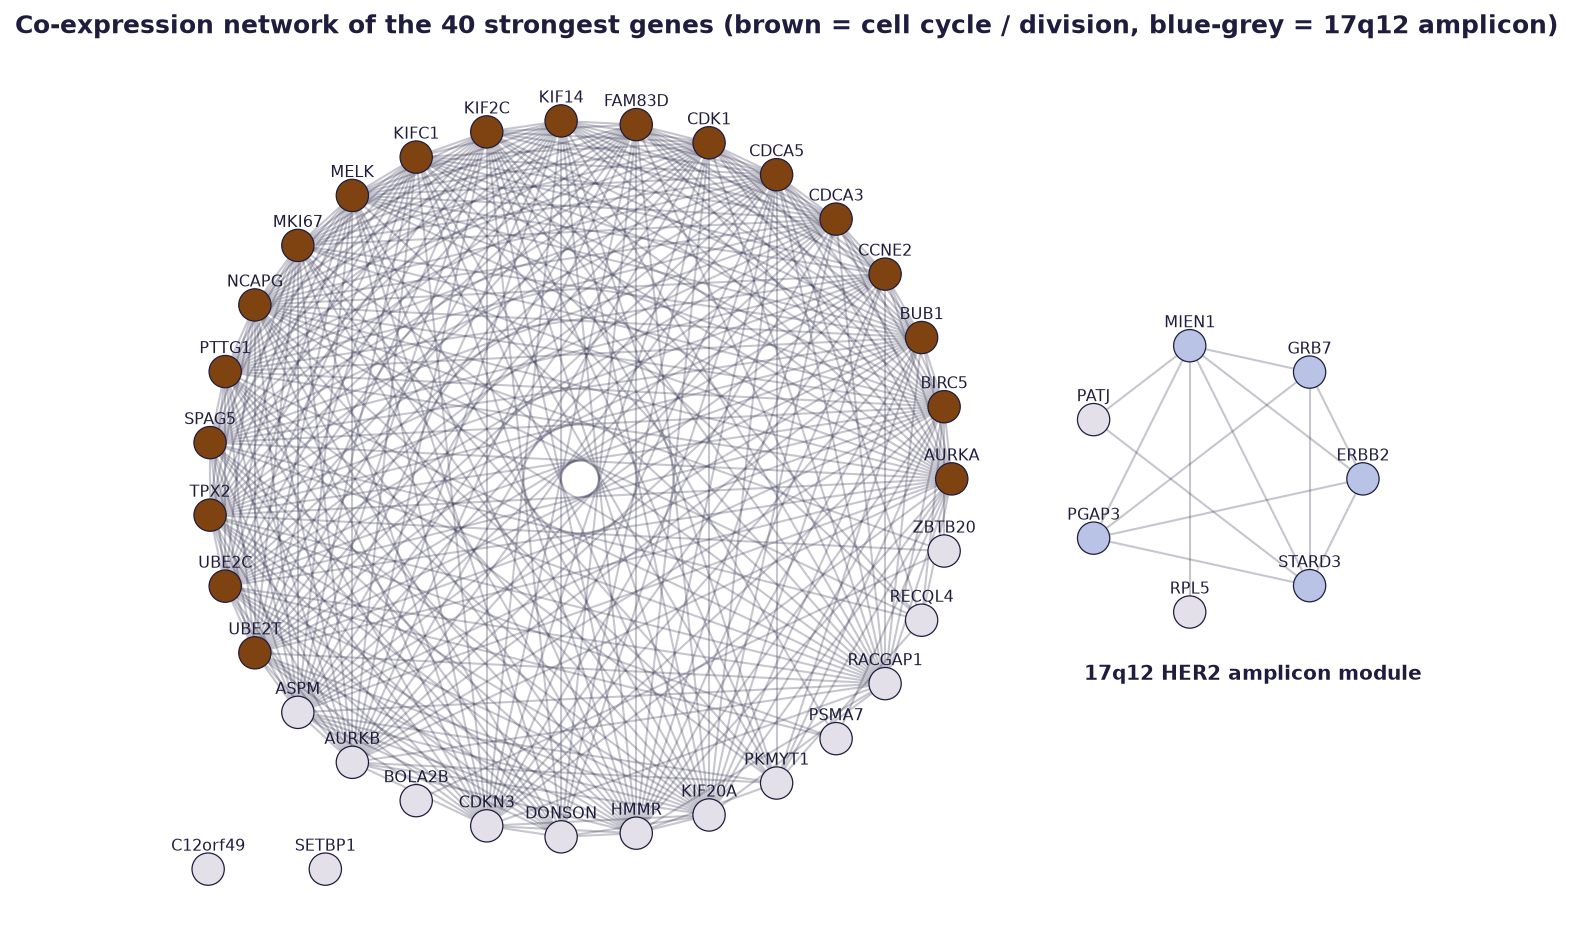 Co-expression network of the 40 strongest genes (brown = cell cycle / division, blue-grey = 17q12 amplicon)
KIF14
FAM83D
KIF2C
CDK1
KIFC1
CDCA5
MELK
CDCA3
MKI67
CCNE2
NCAPG
BUB1
PTTG1
BIRC5
SPAG5
AURKA
TPX2
ZBTB20
UBE2C
RECQL4
UBE2T
RACGAP1
ASPM
PSMA7
AURKB
PKMYT1
BOLA2B
KIF20A
CDKN3
HMMR
DONSON
C12orf49
SETBP1
MIEN1
GRB7
PATJ
ERBB2
PGAP3
STARD3
RPL5
17q12 HER2 amplicon module